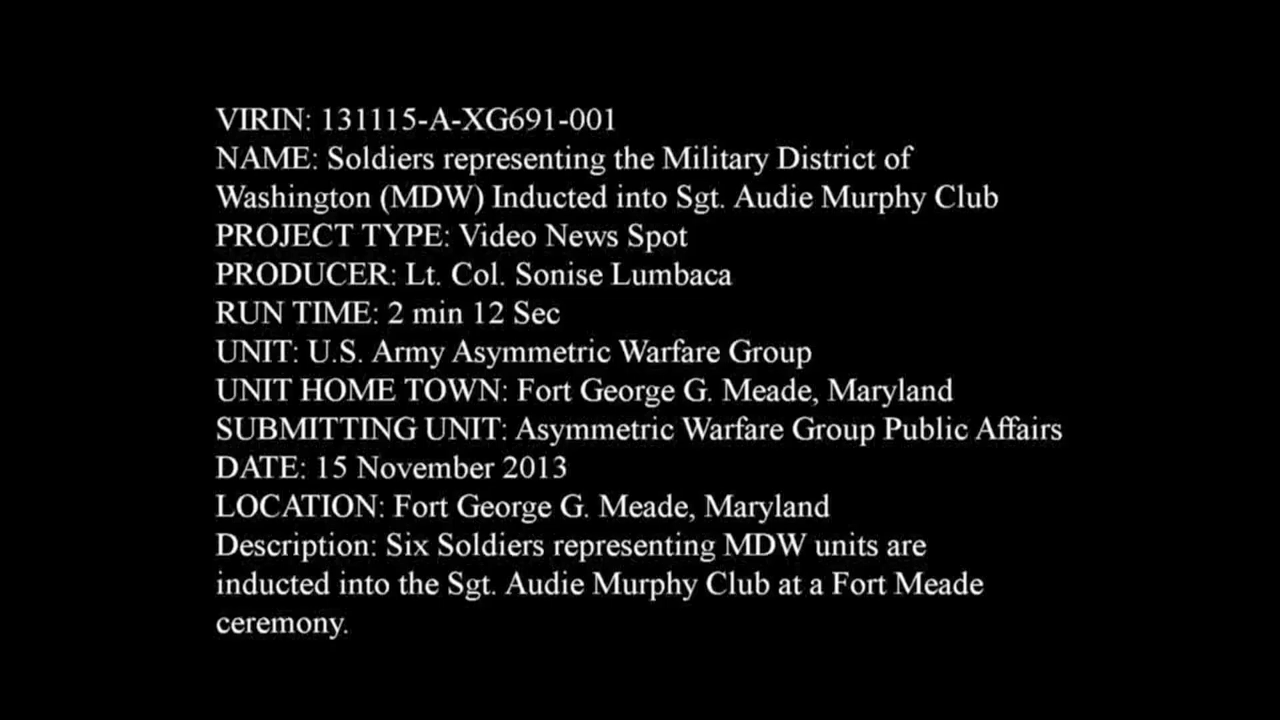 VIRIN: 131115-A-XG691-001
NAME: Soldiers representing the Military District of
Washington (MDW) Inducted into Sgt. Audie Murphy Club
PROJECT TYPE: Video News Spot
PRODUCER: Lt. Col. Sonise Lumbaca
RUN TIME: 2 min 12 Sec
UNIT: U.S. Army Asymmetric Warfare Group
UNIT HOME TOWN: Fort George G. Meade, Maryland
SUBMITTING UNIT: Asymmetric Warfare Group Public Affairs
DATE: 15 November 2013
LOCATION: Fort George G. Meade, Maryland
Description: Six Soldiers representing MDW units are
inducted into the Sgt. Audie Murphy Club at a Fort Meade
ceremony.